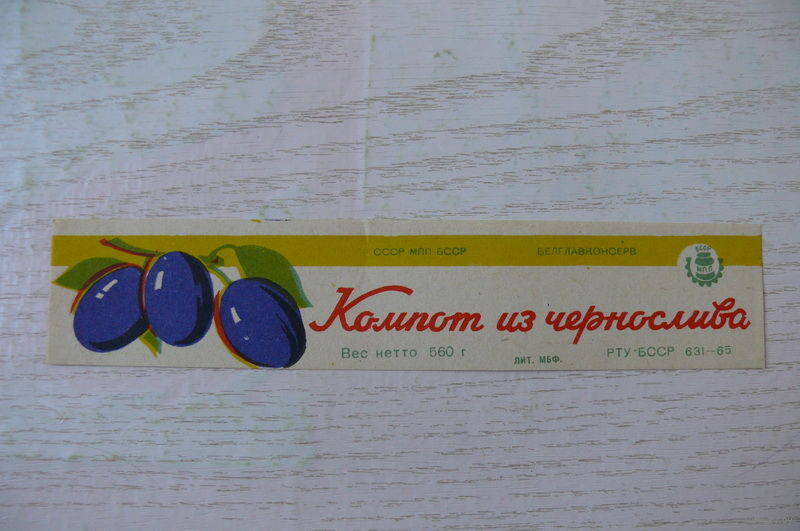 СССР МПП БССР БЕЛГЛАВКОНСЕРВ
БССР
МПП
Компот из чернослива
Вес нетто 560 г ЛИТ. МБФ. РТУ-БССР 631—65